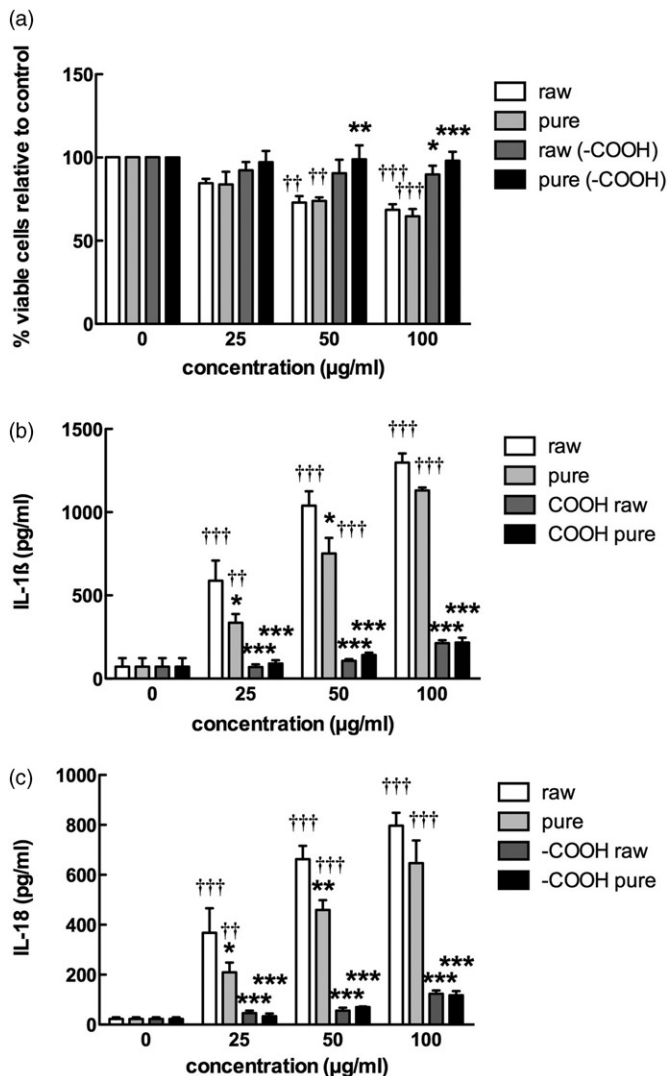 (a)
% viable cells relative to control
150
100
50
0
†† †† ** ††† ††† * ***
0 25 50 100
concentration (µg/ml)
raw
pure
raw (-COOH)
pure (-COOH)
(b)
IL-1ß (pg/ml)
1500
1000
500
0
††† †† * *** *** ††† * ††† *** *** ††† ††† *** ***
0 25 50 100
concentration (µg/ml)
raw
pure
COOH raw
COOH pure
(c)
IL-18 (pg/ml)
1000
800
600
400
200
0
††† †† * *** *** ††† ††† ** *** *** ††† ††† *** ***
0 25 50 100
concentration (µg/ml)
raw
pure
-COOH raw
-COOH pure